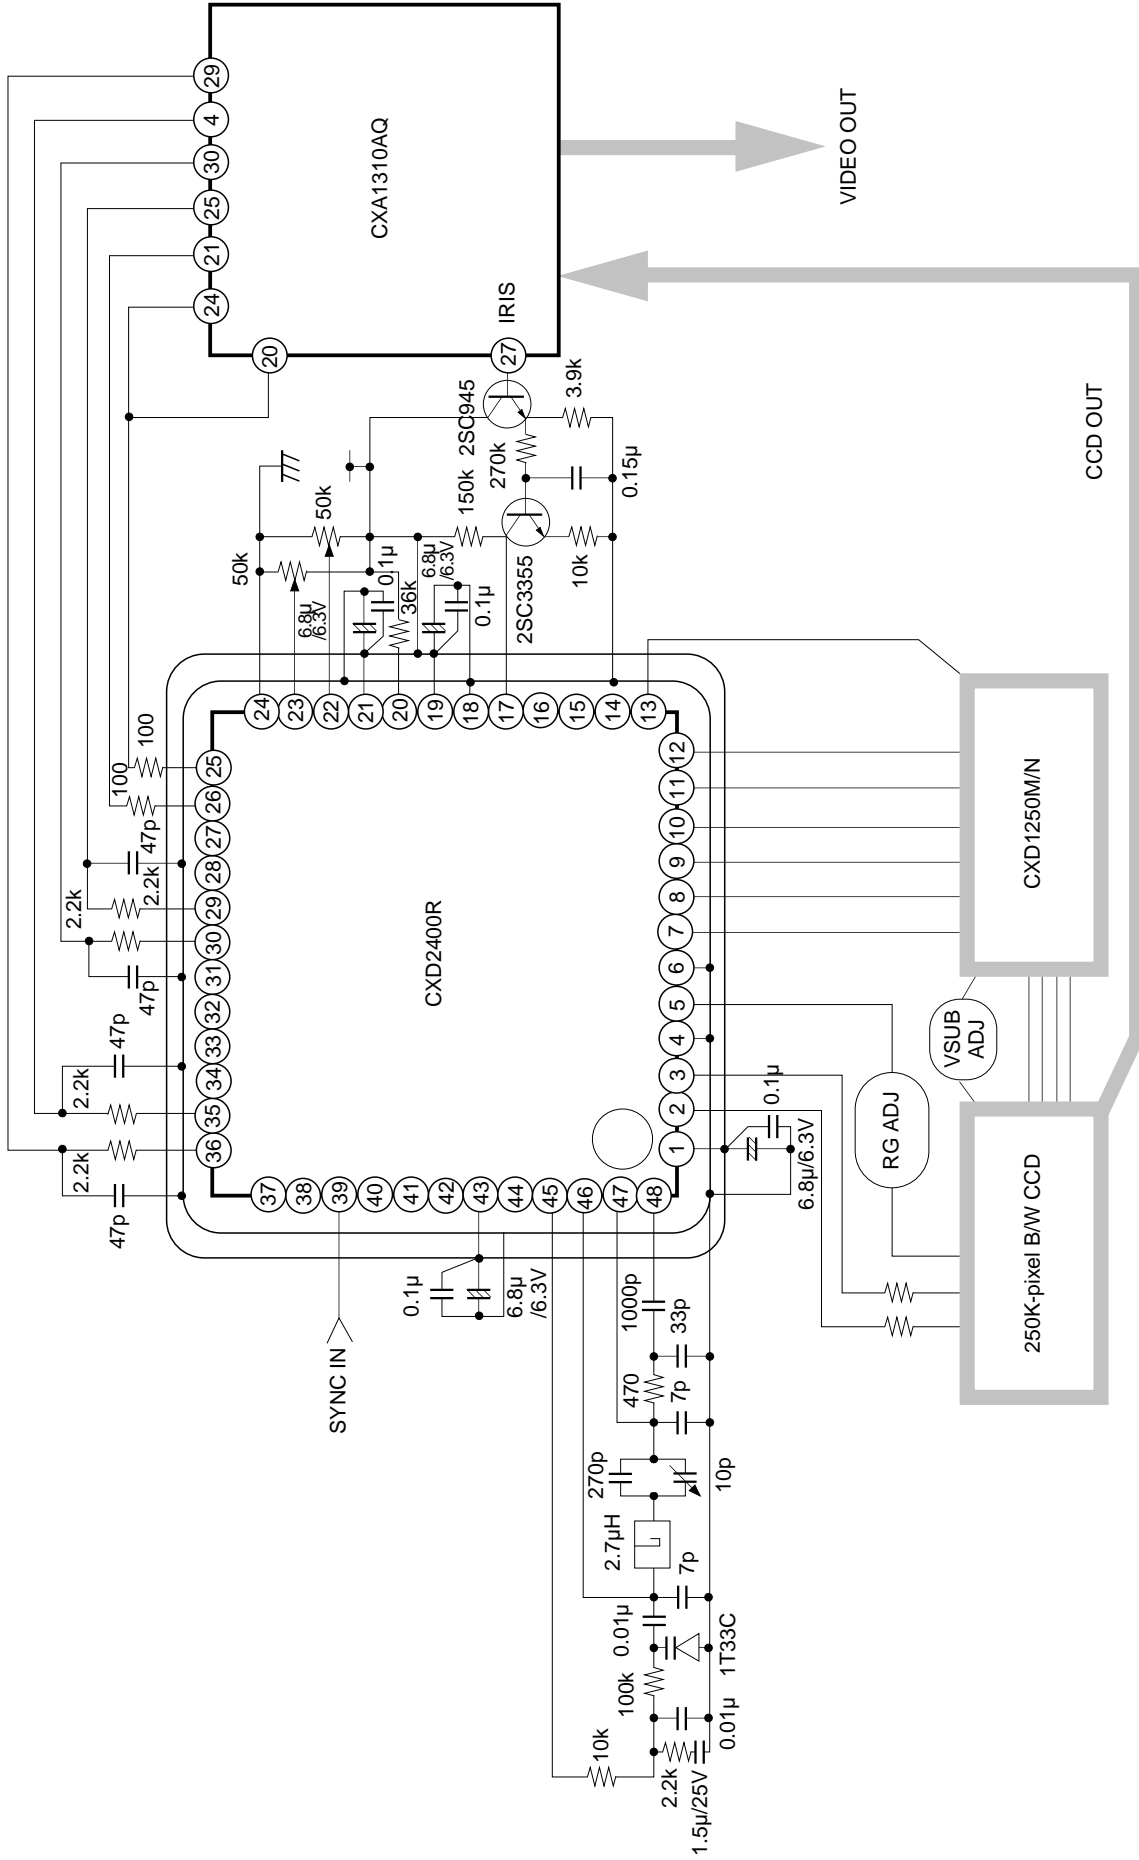 29
4
30
25
21
24
20
27
IRIS
CXA1310AQ
VIDEO OUT
CCD OUT
2SC945
3.9k
270k
0.15µ
150k
2SC3355
10k
50k
50k
6.8µ
/6.3V
0.1µ
36k
6.8µ
/6.3V
0.1µ
100
100
47p
2.2k
2.2k
47p
47p
2.2k
2.2k
47p
24
23
22
21
20
19
18
17
16
15
14
13
25
26
27
28
29
30
31
32
33
34
35
36
CXD2400R
12
11
10
9
8
7
6
5
4
3
2
1
37
38
39
40
41
42
43
44
45
46
47
48
CXD1250M/N
VSUB
ADJ
RG ADJ
0.1µ
6.8µ/6.3V
250K-pixel B/W CCD
SYNC IN
0.1µ
6.8µ
/6.3V
1000p
33p
470
7p
270p
10p
2.7µH
7p
0.01µ
1T33C
100k
0.01µ
10k
2.2k
1.5µ/25V